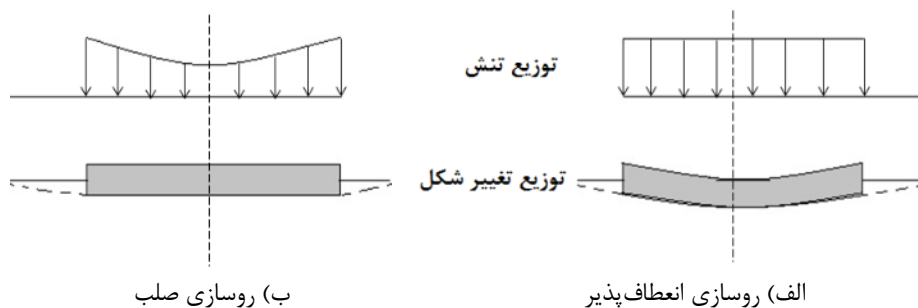 توزیع تنش
توزیع تغییر شکل
الف) روسازی انعطاف‌پذیر
ب) روسازی صلب